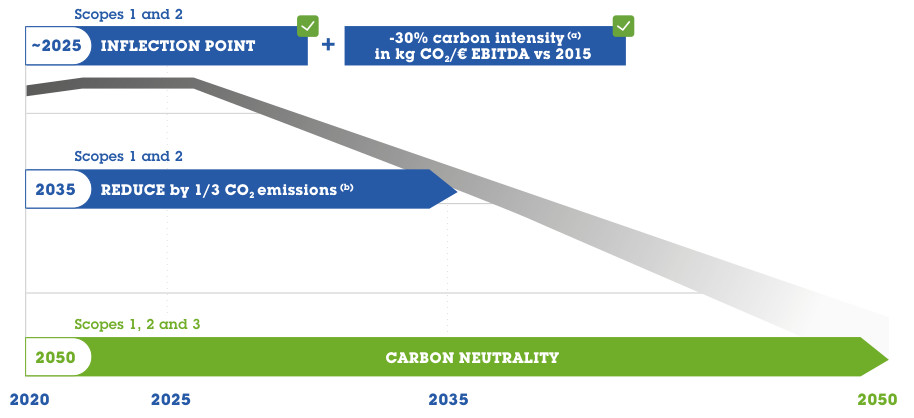 Scopes 1 and 2
~2025 INFLECTION POINT + -30% carbon intensity (a)
in kg CO₂/€ EBITDA vs 2015
Scopes 1 and 2
2035 REDUCE by 1/3 CO₂ emissions (b)
Scopes 1, 2 and 3
2050 CARBON NEUTRALITY
2020 2025 2035 2050